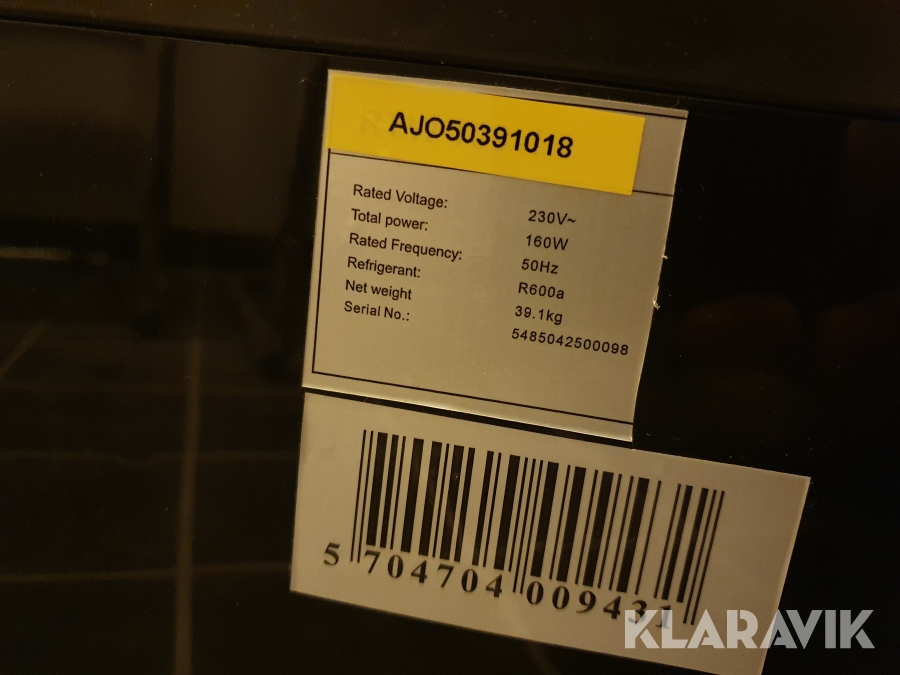 AJO50391018
Rated Voltage: 230V~
Total power: 160W
Rated Frequency: 50Hz
Refrigerant: R600a
Net weight 39.1kg
Serial No.: 5485042500098
5 704704 009431
KLARAVIK